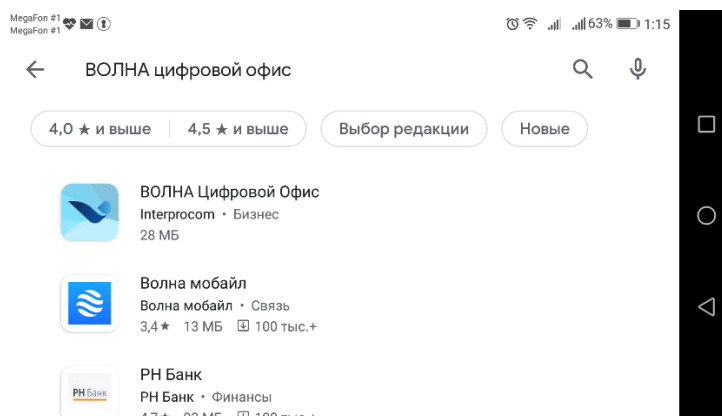 MegaFon #1
MegaFon #1
63% 1:15
ВОЛНА цифровой офис
4,0 ★ и выше 4,5 ★ и выше Выбор редакции Новые
ВОЛНА Цифровой Офис
Interprocom • Бизнес
28 МБ
Волна мобайл
Волна мобайл • Связь
3,4 ★ 13 МБ 100 тыс.+
РН Банк
РН Банк
РН Банк • Финансы